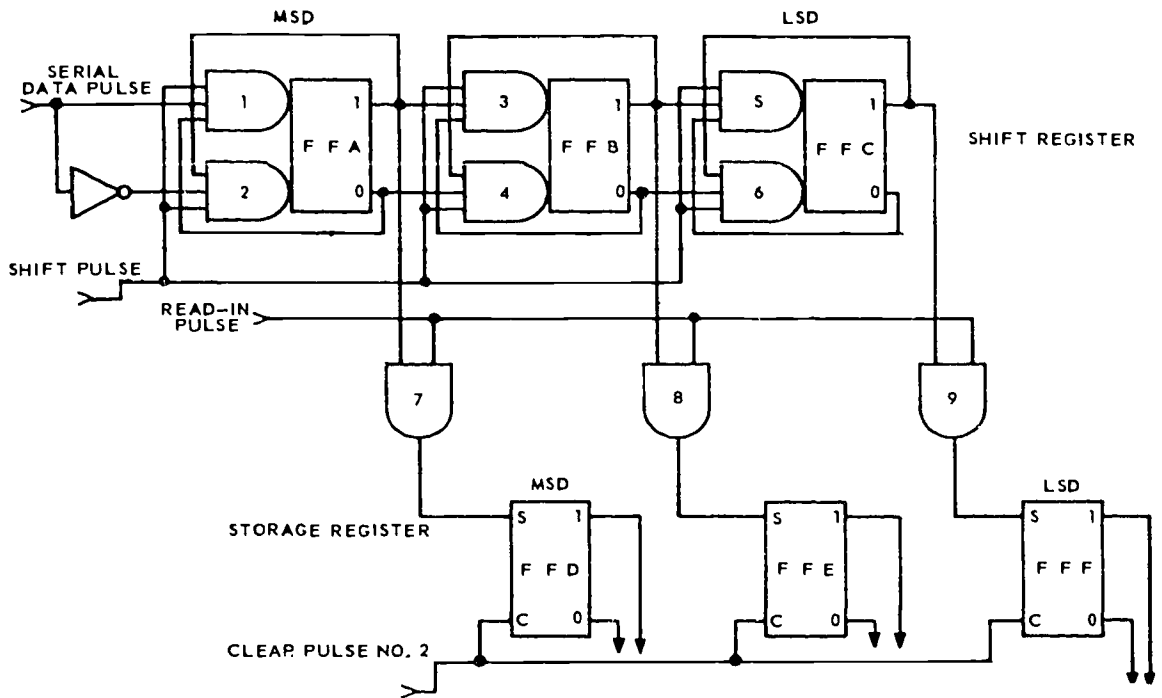 MSD
LSD
SERIAL
DATA PULSE
1
3
S
1
1
1
F F A
F F B
F F C
SHIFT REGISTER
2
4
6
0
0
0
SHIFT PULSE
READ-IN
PULSE
7
8
9
MSD
LSD
STORAGE REGISTER
S 1
S 1
S 1
F F D
F F E
F F F
C 0
C 0
C 0
CLEAR PULSE NO. 2